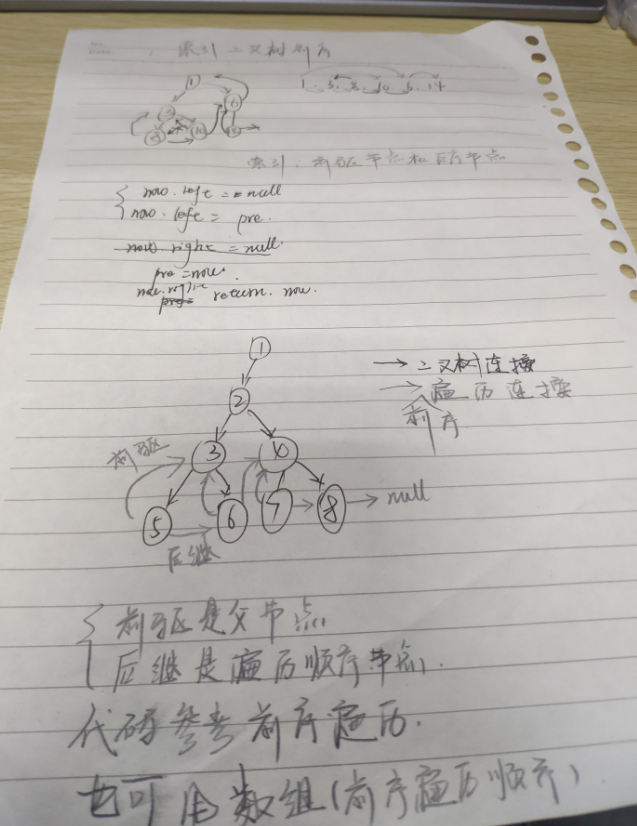 索引二叉树前序
1 3 8 10 6 14
1
6
3
8
10
索引:前驱节点和后序节点
now.left == null
now.left = pre.
now right = null.
pre = now.
now.right
pre= return. now.
1
→二叉树连接
2
→遍历连接
前序
前驱
3
4
5
6
7
8
→null
后继
前驱是父节点
后继是遍历顺序节点.
代码参考前序遍历.
也可用数组(前序遍历顺序)